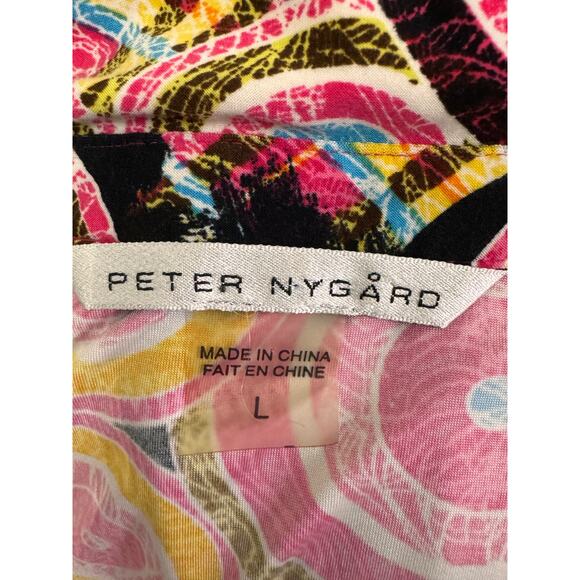 PETER NYGÅRD
MADE IN CHINA
FAIT EN CHINE
L